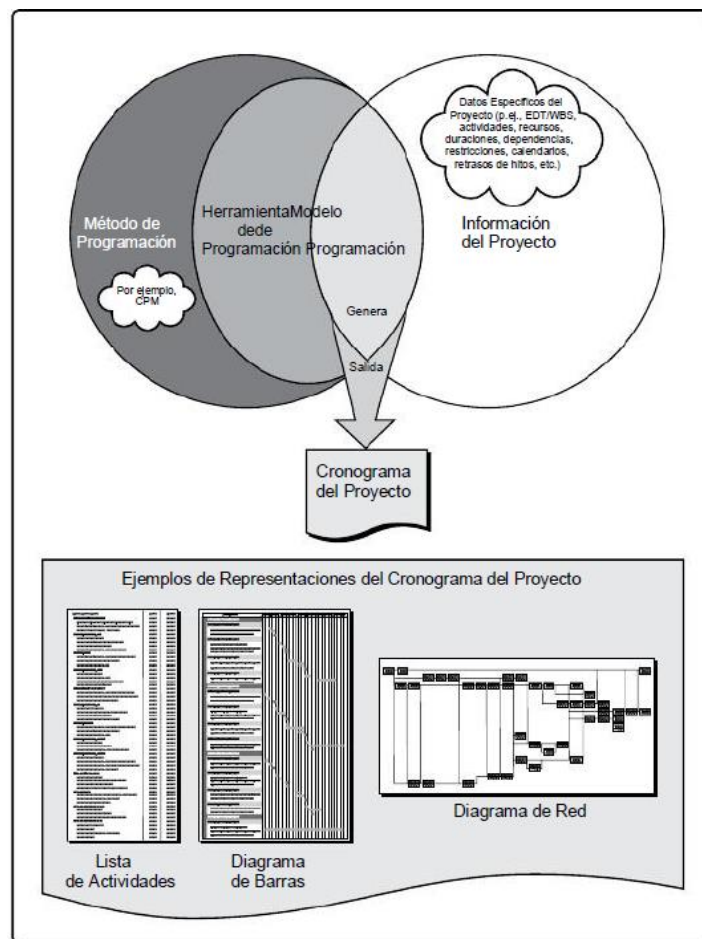 Datos Específicos del
Proyecto (p.ej., EDT/WBS,
actividades, recursos,
duraciones, dependencias,
restricciones, calendarios,
retrasos de hitos, etc.)
Método de
Programación
HerramientaModelo
dede
Programación Programación
Información
del Proyecto
Por ejemplo,
CPM
Genera
Salida
Cronograma
del Proyecto
Ejemplos de Representaciones del Cronograma del Proyecto
Lista
de Actividades
Diagrama
de Barras
Diagrama de Red